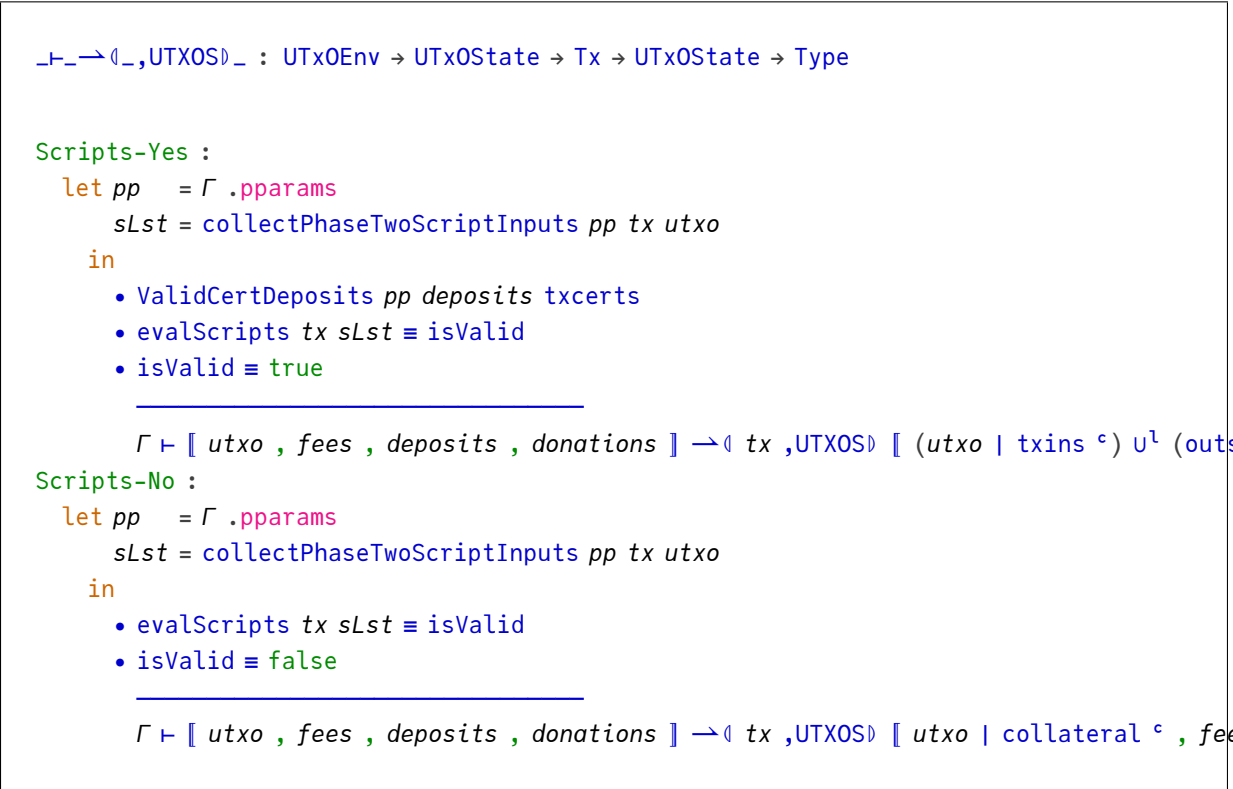 _⊢_⇀⦇_,UTXOS⦈_ : UTxOEnv → UTxOState → Tx → UTxOState → Type
Scripts-Yes :
let pp = Γ .pparams
sLst = collectPhaseTwoScriptInputs pp tx utxo
in
• ValidCertDeposits pp deposits txcerts
• evalScripts tx sLst ≡ isValid
• isValid ≡ true
Γ ⊢ ⟦ utxo , fees , deposits , donations ⟧ ⇀⦇ tx ,UTXOS⦈ ⟦ (utxo ∣ txins ᶜ) ∪ˡ (outs
Scripts-No :
let pp = Γ .pparams
sLst = collectPhaseTwoScriptInputs pp tx utxo
in
• evalScripts tx sLst ≡ isValid
• isValid ≡ false
Γ ⊢ ⟦ utxo , fees , deposits , donations ⟧ ⇀⦇ tx ,UTXOS⦈ ⟦ utxo ∣ collateral ᶜ , fee